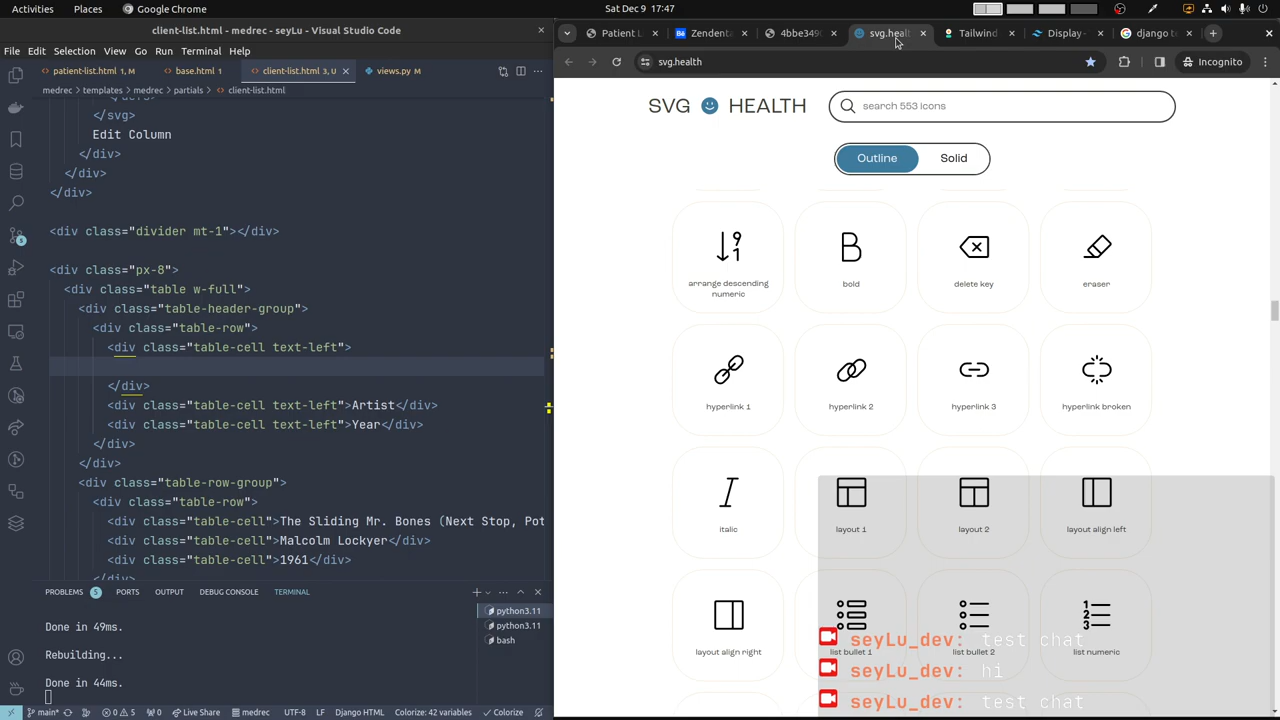 Activities
Places
Google Chrome
Sat Dec 9 17:47
client-list.html - medrec - seyLu - Visual Studio Code
File Edit Selection View Go Run Terminal Help
patient-list.html 1, M
base.html 1
client-list.html 3, U
views.py M
medrec > templates > partials > client-list.html
</svg>
Edit Column
</div>
</div>
</div>
<div class="divider mt-1"></div>
<div class="px-8">
<div class="table w-full">
<div class="table-header-group">
<div class="table-row">
<div class="table-cell text-left">
</div>
<div class="table-cell text-left">Artist</div>
<div class="table-cell text-left">Year</div>
</div>
</div>
<div class="table-row-group">
<div class="table-row">
<div class="table-cell">The Sliding Mr. Bones (Next Stop, Pot
<div class="table-cell">Malcolm Lockyer</div>
<div class="table-cell">1961</div>
</div>
PROBLEMS 5 PORTS OUTPUT DEBUG CONSOLE TERMINAL
Done in 49ms.
Rebuilding...
Done in 44ms.
python3.11
python3.11
bash
main* 0 0 0 Live Share medrec UTF-8 LF Django HTML Colorize: 42 variables Colorize
Patient L
Zendenta
4bbe3490
svg.healt
Tailwind
Display -
django te
svg.health
Incognito
SVG HEALTH
search 553 icons
Outline
Solid
arrange descending
numeric
bold
delete key
eraser
hyperlink 1
hyperlink 2
hyperlink 3
hyperlink broken
italic
layout 1
layout 2
layout align left
layout align right
list bullet 1
list bullet 2
list numeric
seyLu_dev: test chat
seyLu_dev: hi
seyLu_dev: test chat